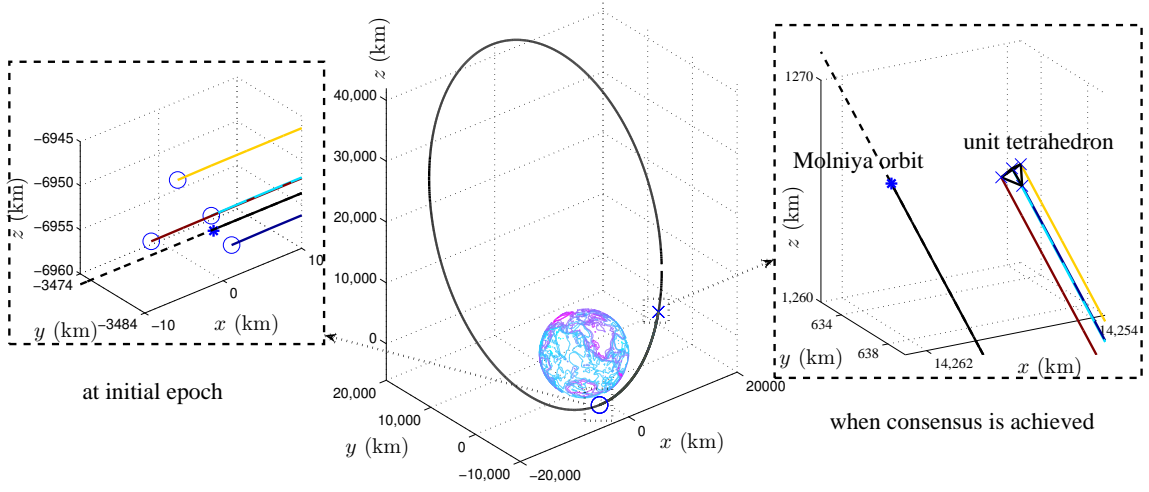 −6945
−6950
−6955
−6960
−3474
−3484
−10
0
10
z (km)
y (km)
x (km)
at initial epoch
z (km)
40,000
30,000
20,000
10,000
0
20,000
10,000
0
−10,000
−20,000
0
20000
y (km)
x (km)
1270
1,260
634
638
14,262
14,254
z (km)
y (km)
x (km)
Molniya orbit
unit tetrahedron
when consensus is achieved